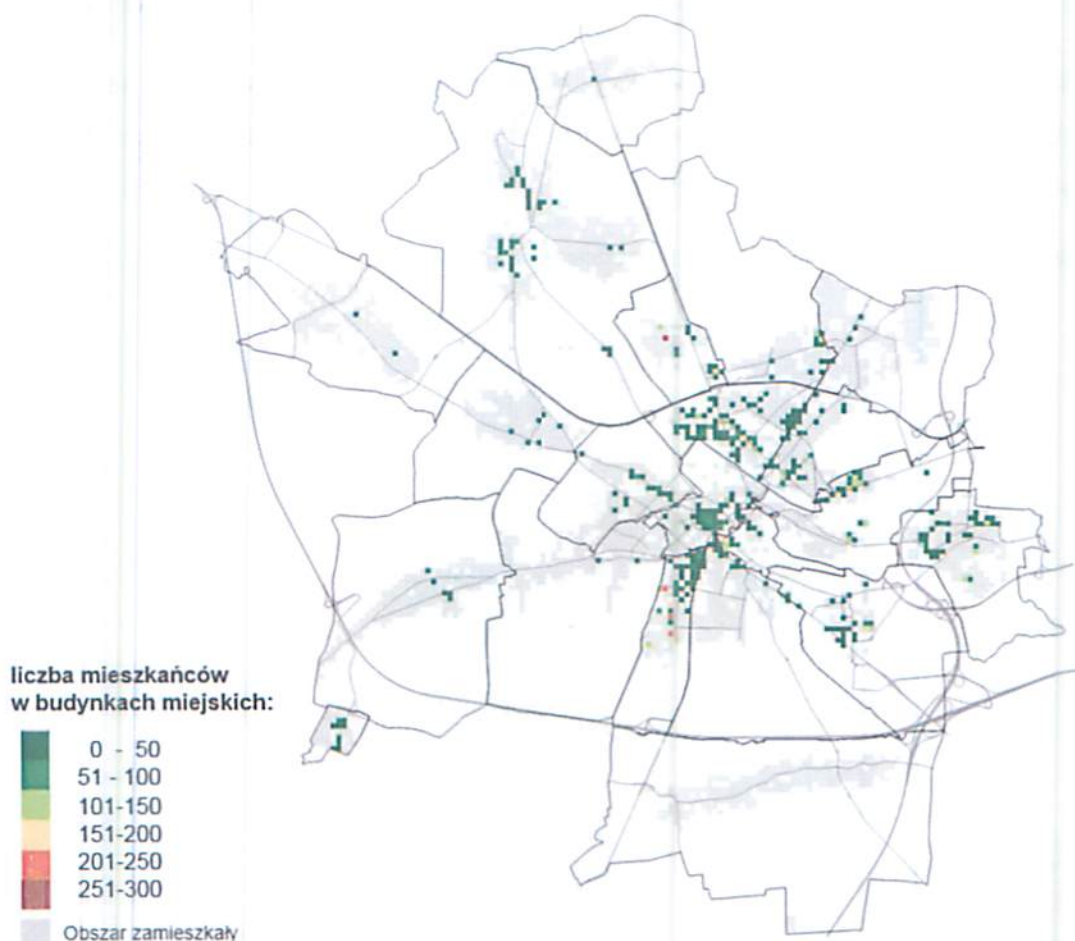 liczba mieszkańców
w budynkach miejskich:
0 - 50
51 - 100
101-150
151-200
201-250
251-300
Obszar zamieszkały